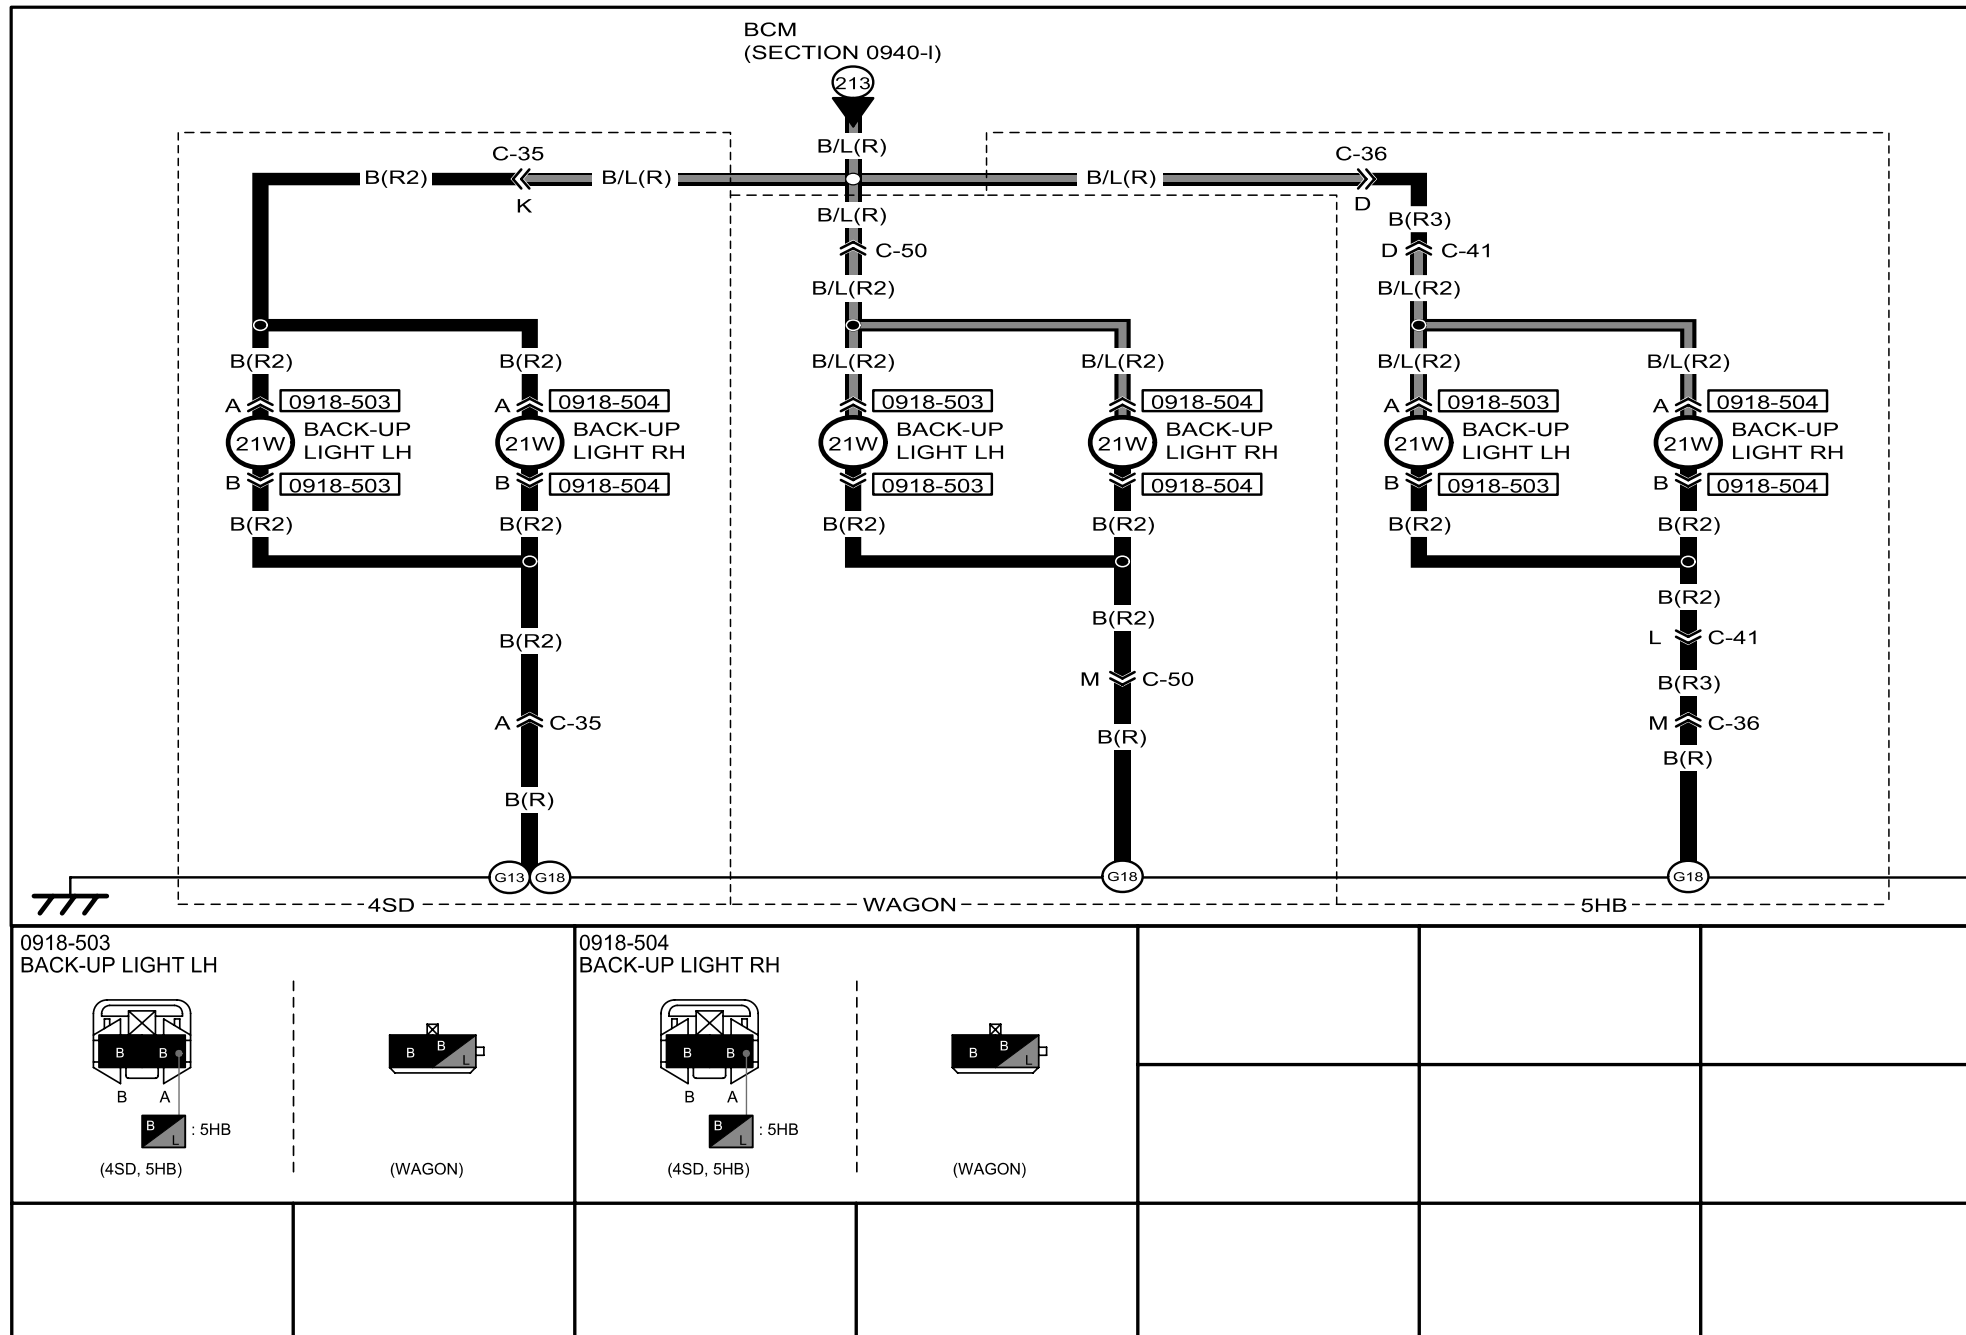 BCM
(SECTION 0940-I)
213
B/L(R)
C-35
C-36
B(R2)
B/L(R)
B/L(R)
K
D
B/L(R)
B(R3)
C-50
D
C-41
B/L(R2)
B/L(R2)
B(R2)
B(R2)
B/L(R2)
B/L(R2)
B/L(R2)
B/L(R2)
A
0918-503
A
0918-504
0918-503
0918-504
A
0918-503
A
0918-504
21W
BACK-UP
LIGHT LH
21W
BACK-UP
LIGHT RH
21W
BACK-UP
LIGHT LH
21W
BACK-UP
LIGHT RH
21W
BACK-UP
LIGHT LH
21W
BACK-UP
LIGHT RH
B
0918-503
B
0918-504
0918-503
0918-504
B
0918-503
B
0918-504
B(R2)
B(R2)
B(R2)
B(R2)
B(R2)
B(R2)
B(R2)
B(R2)
B(R2)
L
C-41
M
C-50
B(R3)
A
C-35
M
C-36
B(R)
B(R)
B(R)
G13
G18
G18
G18
4SD
WAGON
5HB
0918-503
BACK-UP LIGHT LH
B
B
B
A
B
L
: 5HB
(4SD, 5HB)
B
B
L
(WAGON)
0918-504
BACK-UP LIGHT RH
B
B
B
A
B
L
: 5HB
(4SD, 5HB)
B
B
L
(WAGON)